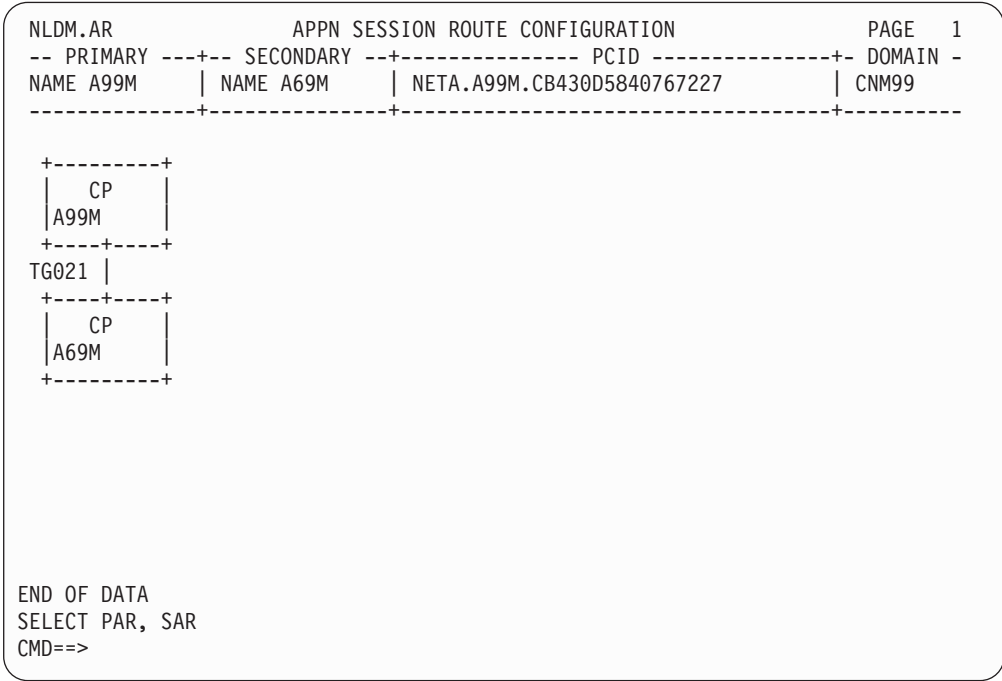 NLDM.AR APPN SESSION ROUTE CONFIGURATION PAGE 1
-- PRIMARY ---+-- SECONDARY --+--------------- PCID ---------------+- DOMAIN -
NAME A99M | NAME A69M | NETA.A99M.CB430D5840767227 | CNM99
---------------+---------------+------------------------------------+----------
+---------+
| CP |
|A99M |
+----+----+
TG021 |
+----+----+
| CP |
|A69M |
+---------+
END OF DATA
SELECT PAR, SAR
CMD==>